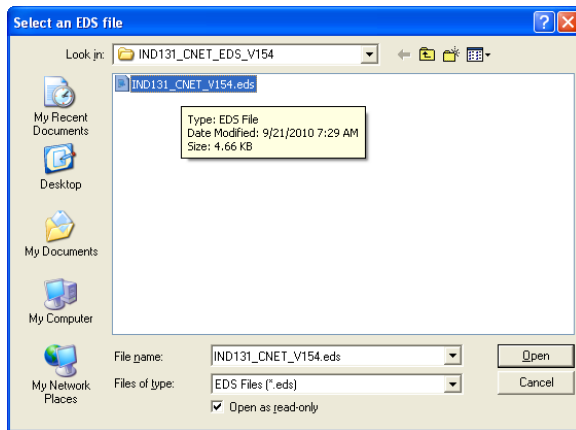 Select an EDS file
Look in: IND131_CNET_EDS_V154
IND131_CNET_V154.eds
Type: EDS File
Date Modified: 9/21/2010 7:29 AM
Size: 4.66 KB
My Recent
Documents
Desktop
My Documents
My Computer
My Network
Places
File name: IND131_CNET_V154.eds Open
Files of type: EDS Files (*.eds) Cancel
Open as read-only